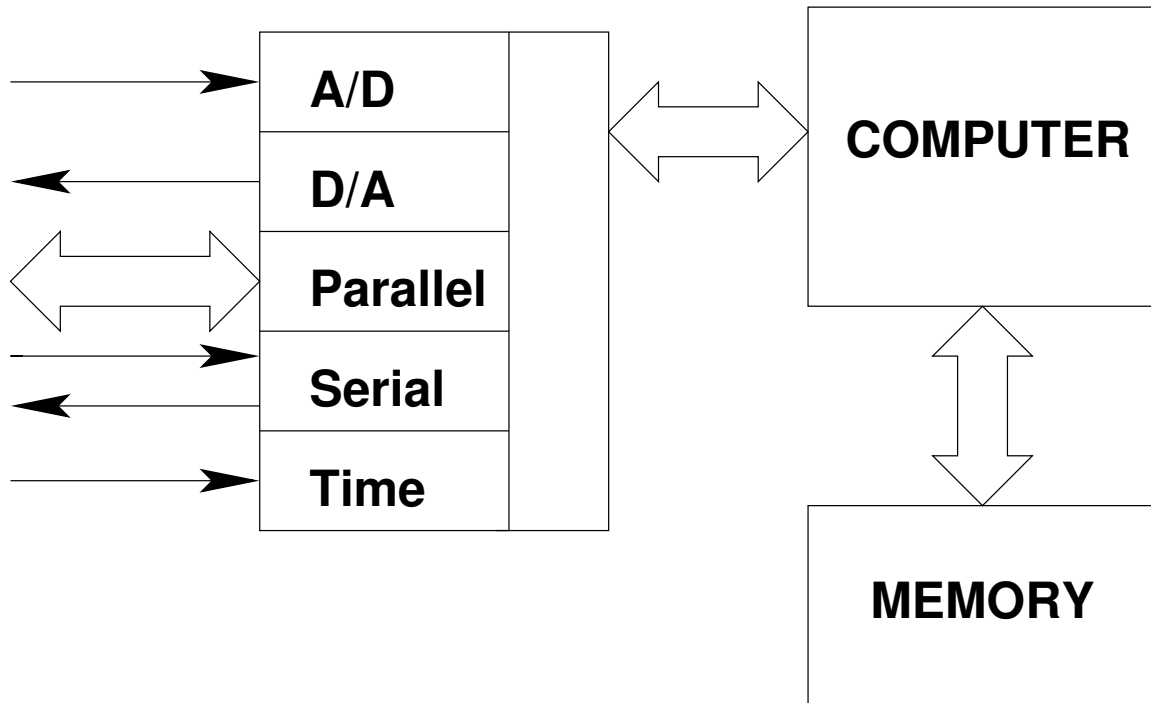 A/D
D/A
Parallel
Serial
Time
COMPUTER
MEMORY